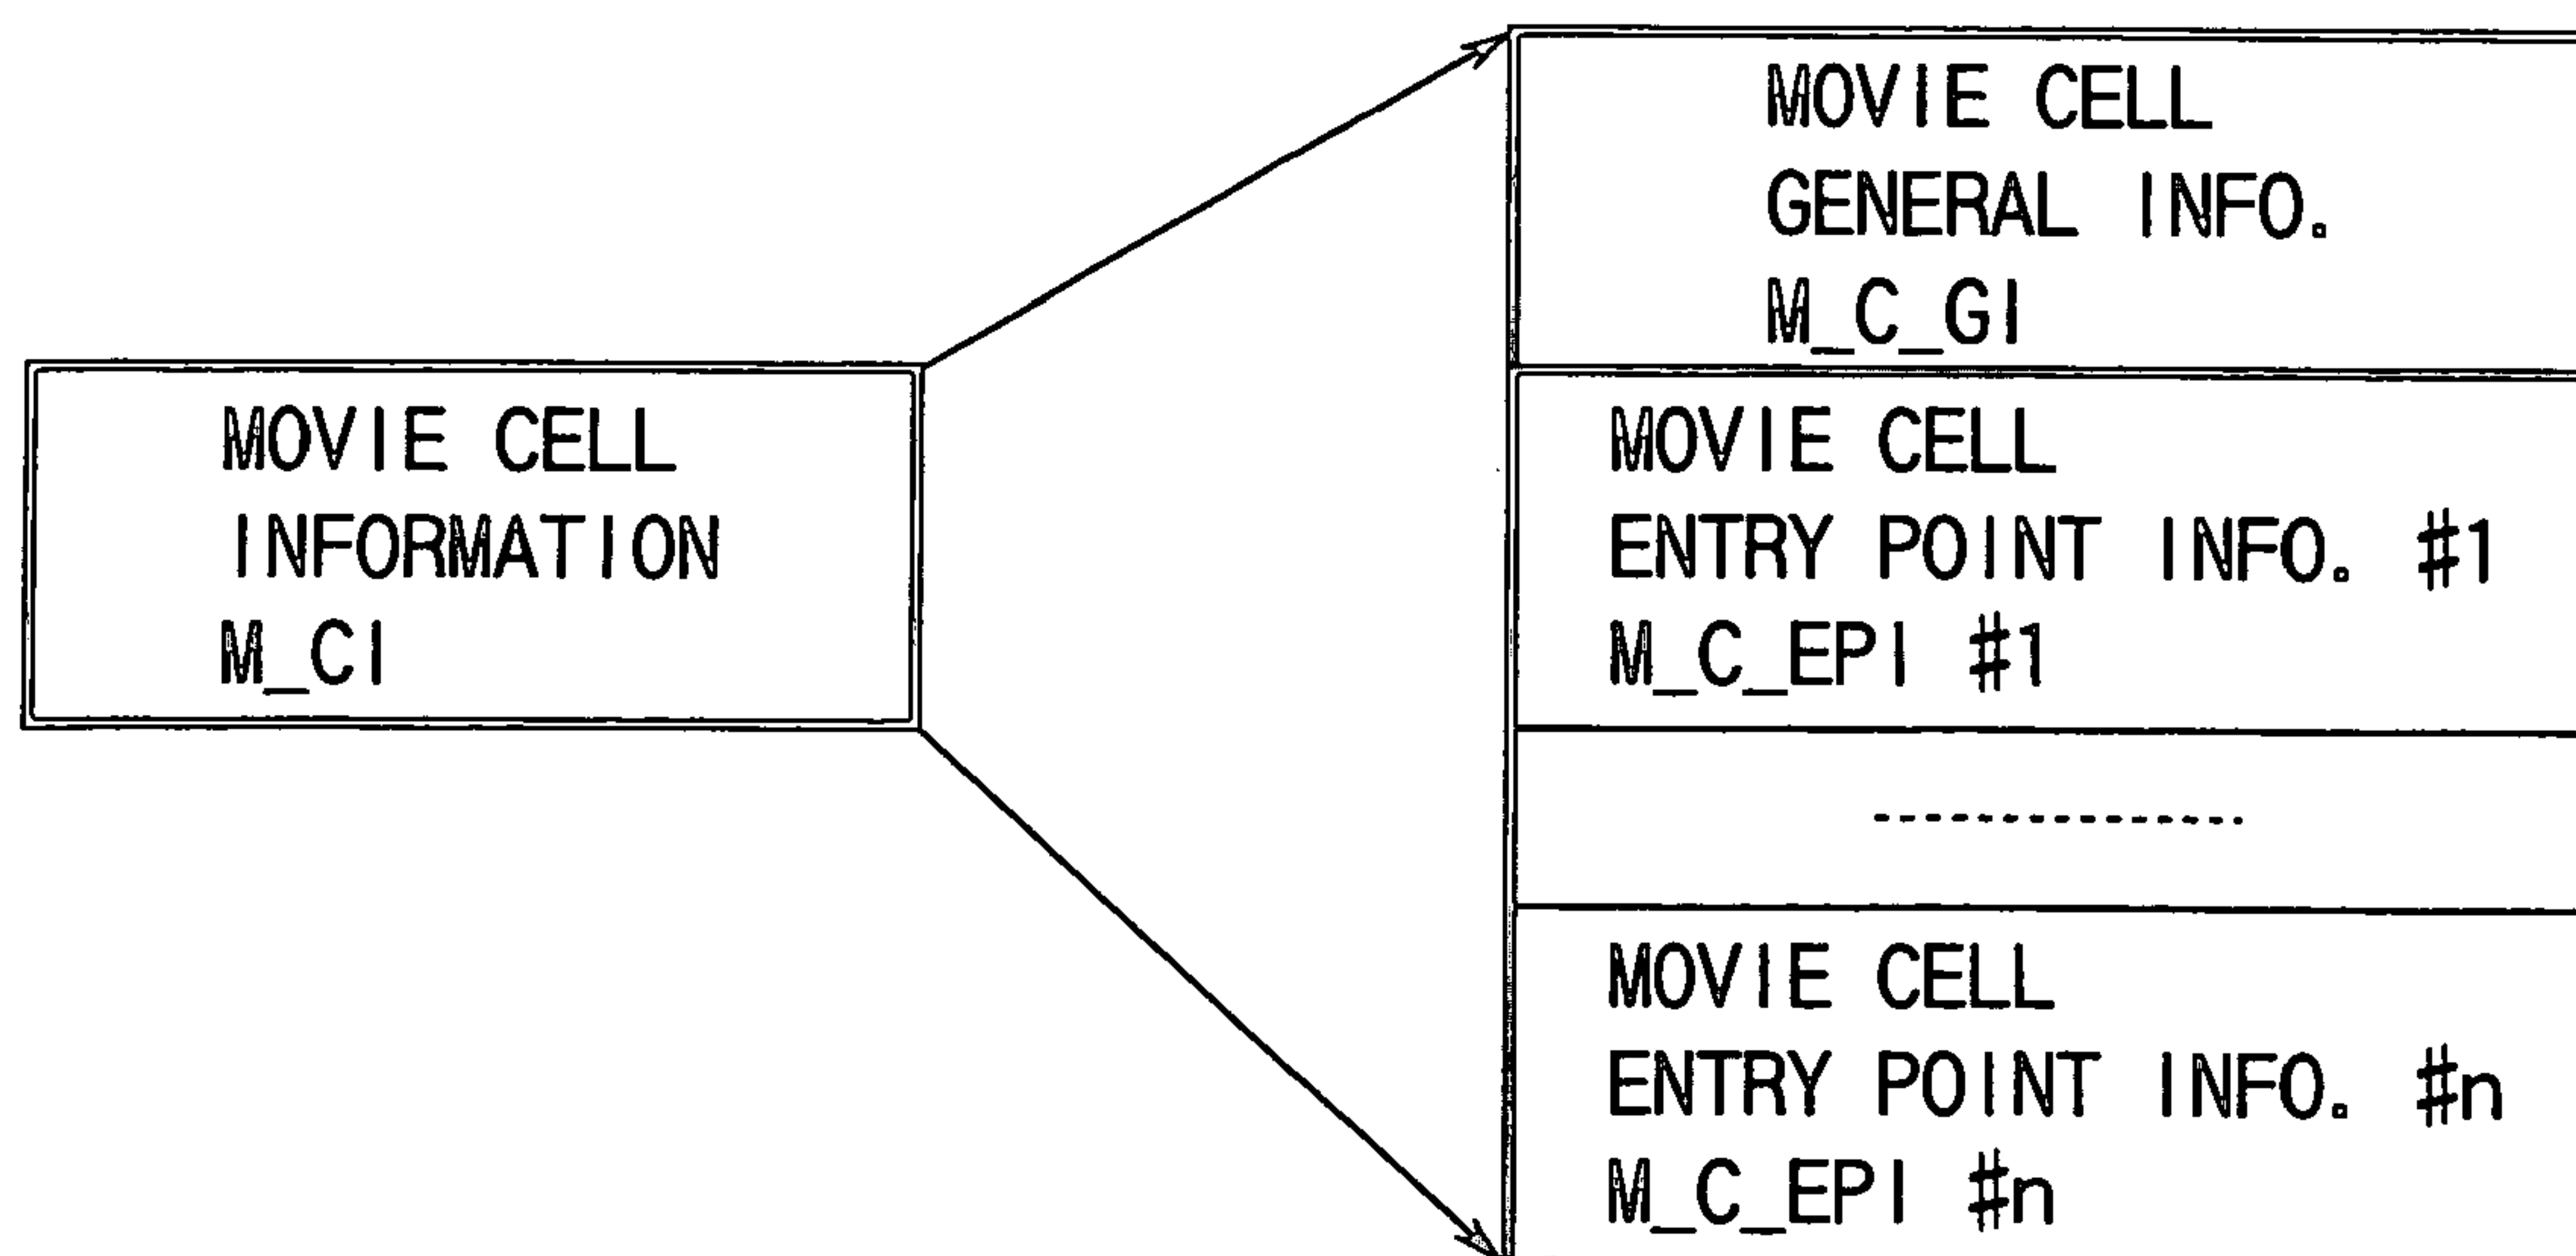 MOVIE CELL
INFORMATION
M_CI
MOVIE CELL
GENERAL INFO.
M_C_GI
MOVIE CELL
ENTRY POINT INFO. #1
M_C_EPI #1
MOVIE CELL
ENTRY POINT INFO. #n
M_C_EPI #n